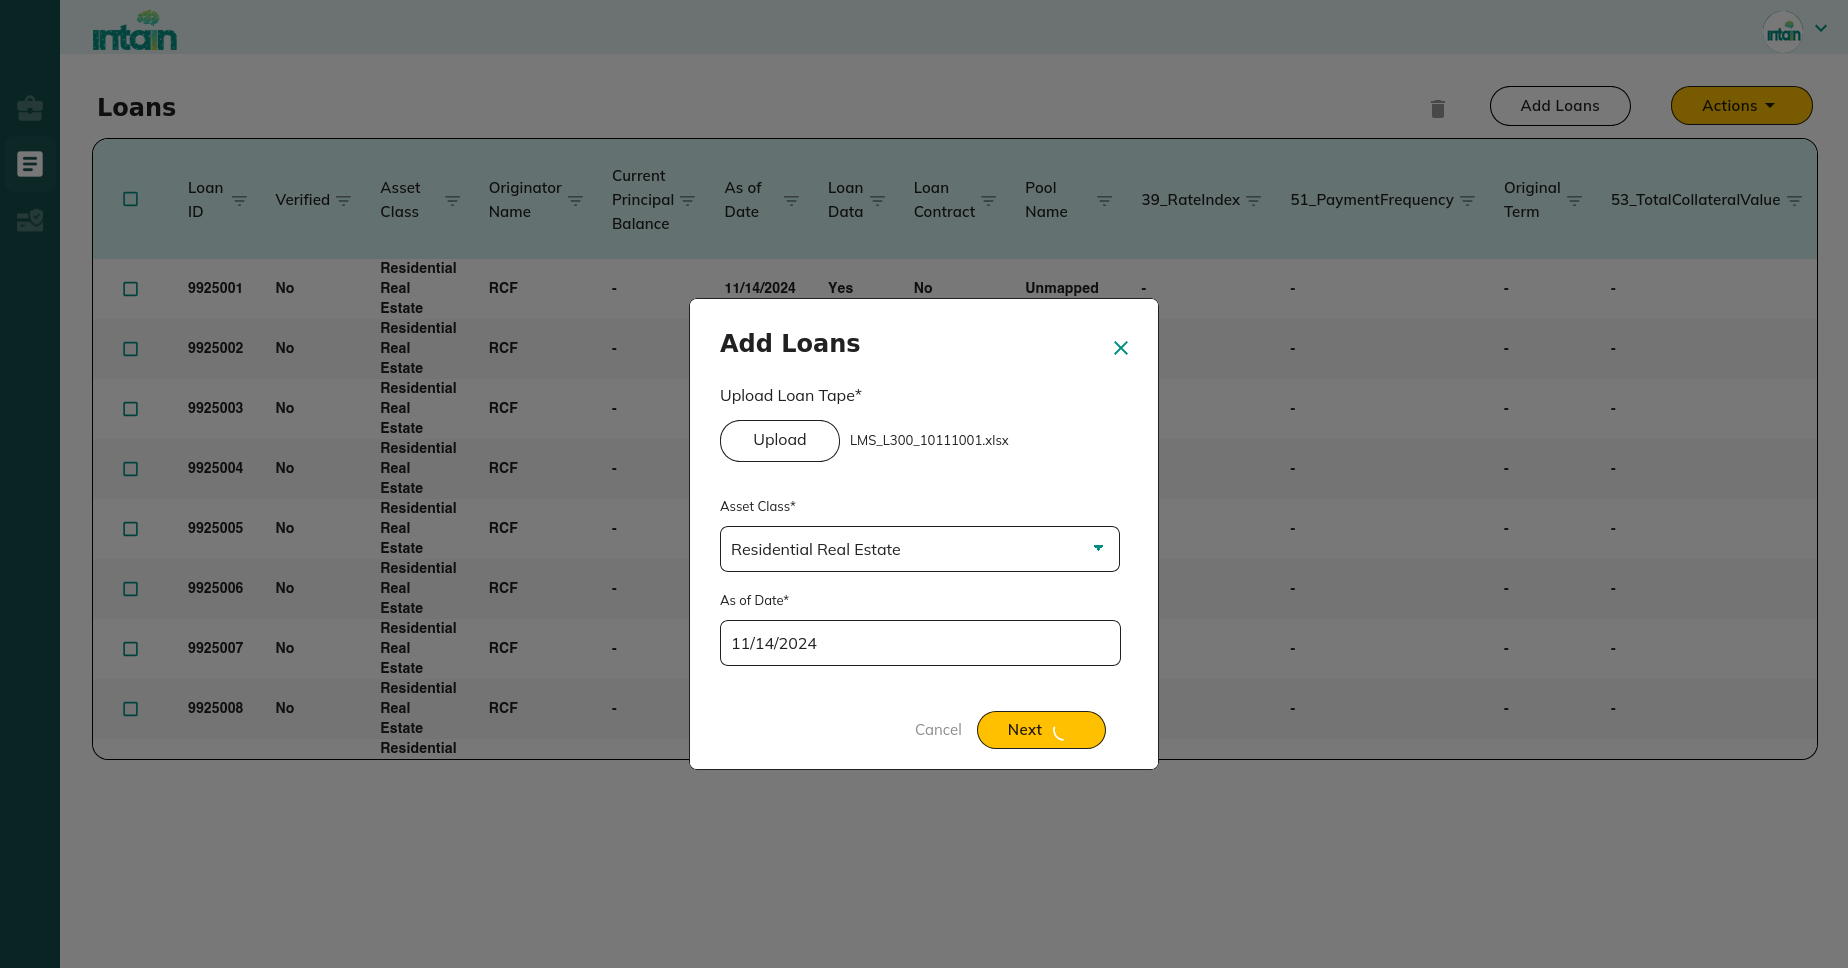 intain
intain
Loans
Add Loans
Actions
Loan ID
Verified
Asset Class
Originator Name
Current Principal Balance
As of Date
Loan Data
Loan Contract
Pool Name
39_RateIndex
51_PaymentFrequency
Original Term
53_TotalCollateralValue
9925001 No Residential Real Estate RCF - 11/14/2024 Yes No Unmapped - - - -
9925002 No Residential Real Estate RCF - - - -
9925003 No Residential Real Estate RCF - - - -
9925004 No Residential Real Estate RCF - - - -
9925005 No Residential Real Estate RCF - - - -
9925006 No Residential Real Estate RCF - - - -
9925007 No Residential Real Estate RCF - - - -
9925008 No Residential Real Estate RCF - - - -
Residential
Add Loans
Upload Loan Tape*
Upload LMS_L300_10111001.xlsx
Asset Class*
Residential Real Estate
As of Date*
11/14/2024
Cancel Next